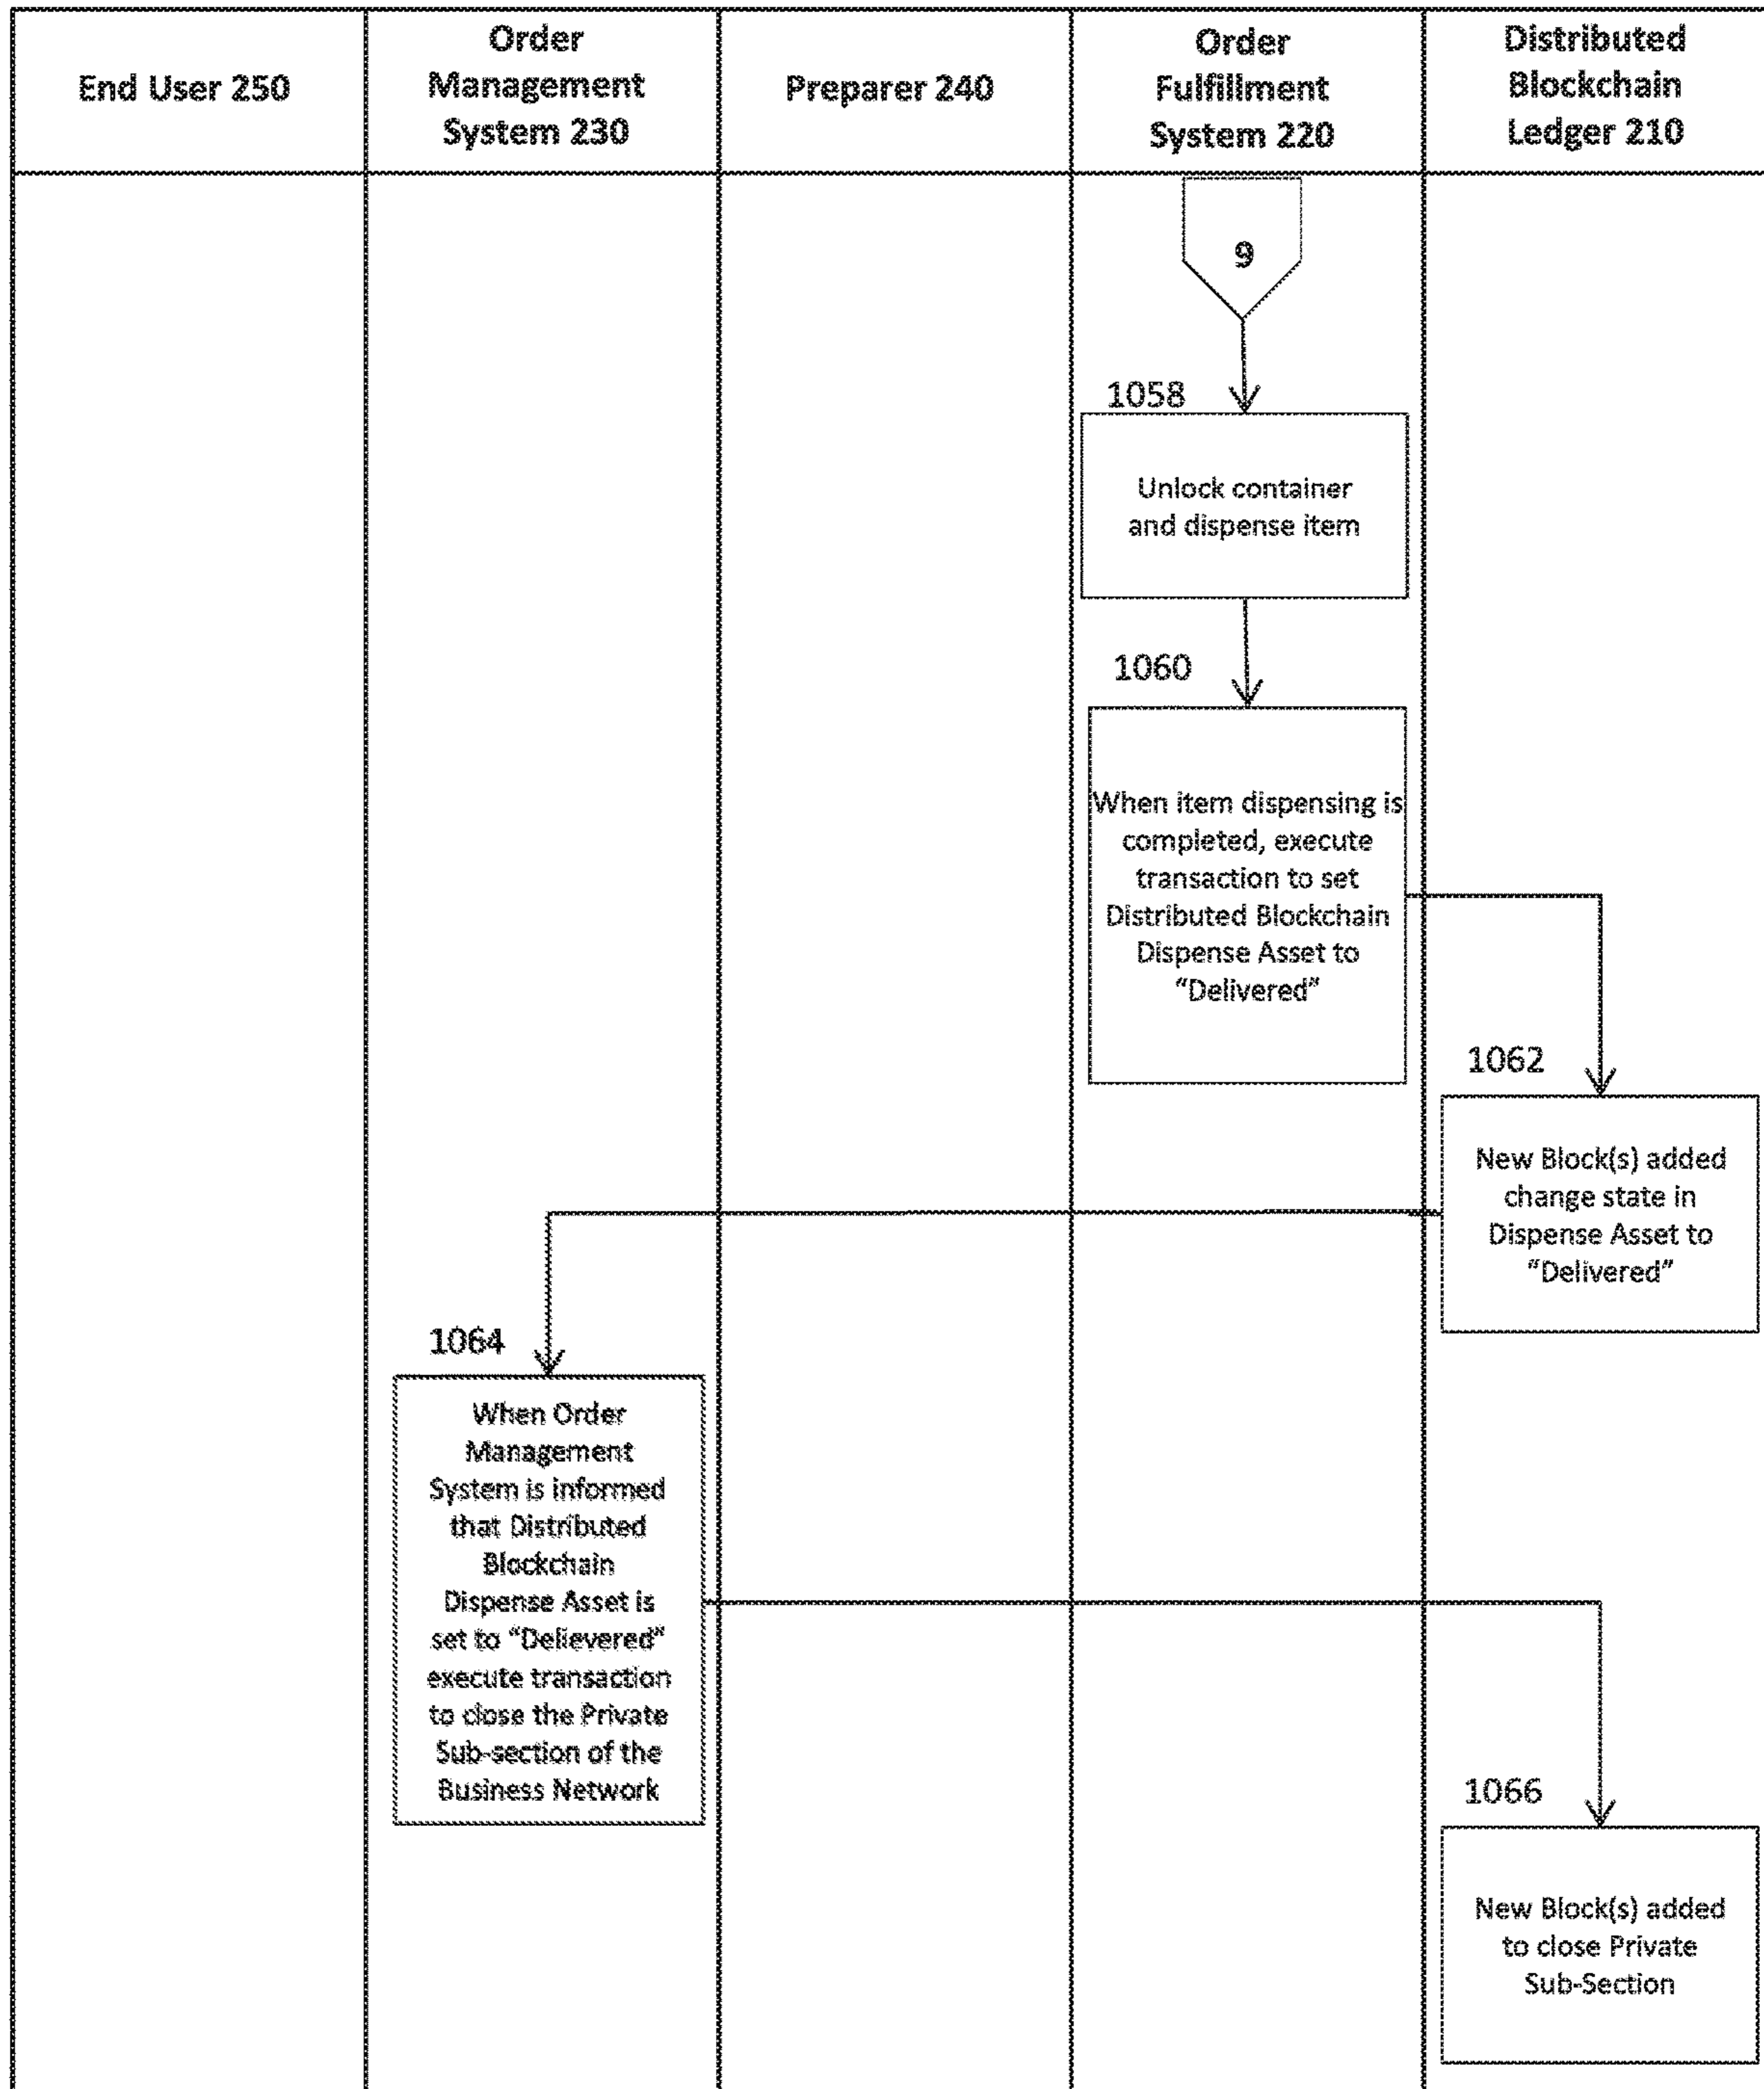 End User 250
Order
Management
System 230
Preparer 240
Order
Fulfillment
System 220
Distributed
Blockchain
Ledger 210
9
1058
Unlock container
and dispense item
1060
When item dispensing is
completed, execute
transaction to set
Distributed Blockchain
Dispense Asset to
“Delivered”
1062
New Block(s) added
change state in
Dispense Asset to
“Delivered”
1064
When Order
Management
System is informed
that Distributed
Blockchain
Dispense Asset is
set to “Delievered”
execute transaction
to close the Private
Sub-section of the
Business Network
1066
New Block(s) added
to close Private
Sub-Section